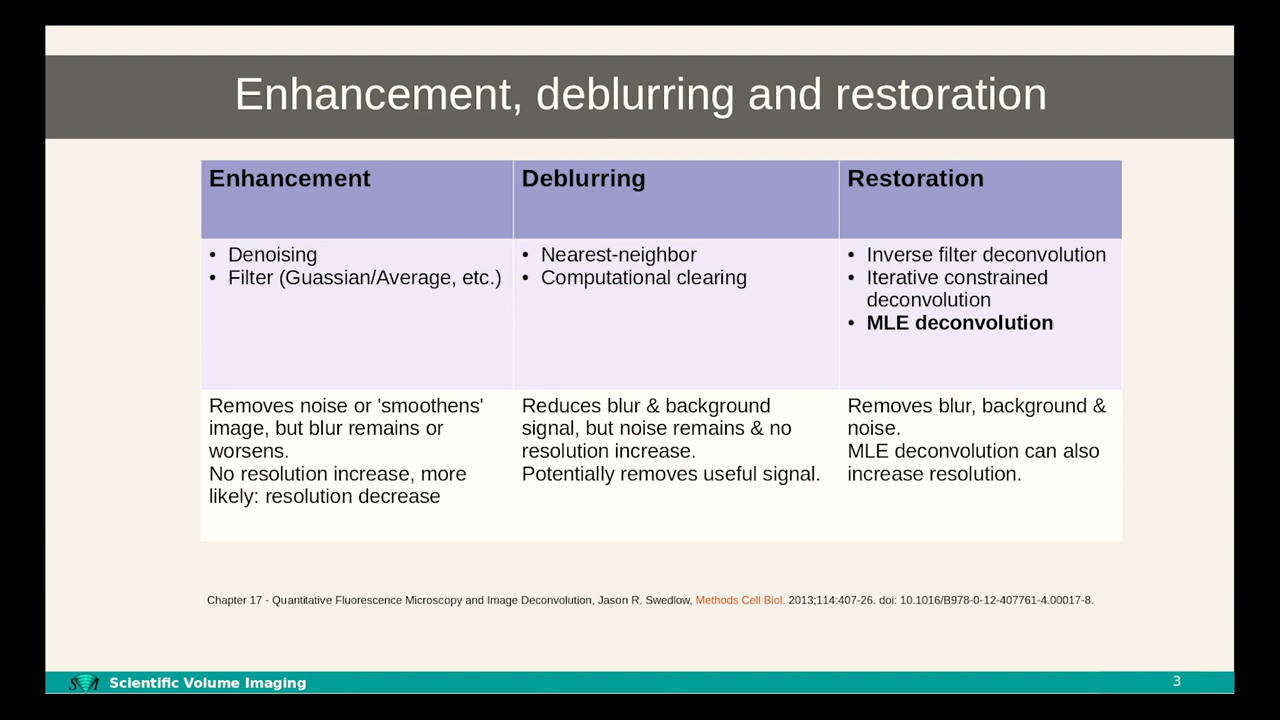 Enhancement, deblurring and restoration
Enhancement
Deblurring
Restoration
• Denoising
• Filter (Guassian/Average, etc.)
• Nearest-neighbor
• Computational clearing
• Inverse filter deconvolution
• Iterative constrained
deconvolution
• MLE deconvolution
Removes noise or 'smoothens'
image, but blur remains or
worsens.
No resolution increase, more
likely: resolution decrease
Reduces blur & background
signal, but noise remains & no
resolution increase.
Potentially removes useful signal.
Removes blur, background &
noise.
MLE deconvolution can also
increase resolution.
Chapter 17 - Quantitative Fluorescence Microscopy and Image Deconvolution, Jason R. Swedlow, Methods Cell Biol. 2013;114:407-26. doi: 10.1016/B978-0-12-407761-4.00017-8.
SVI Scientific Volume Imaging
3